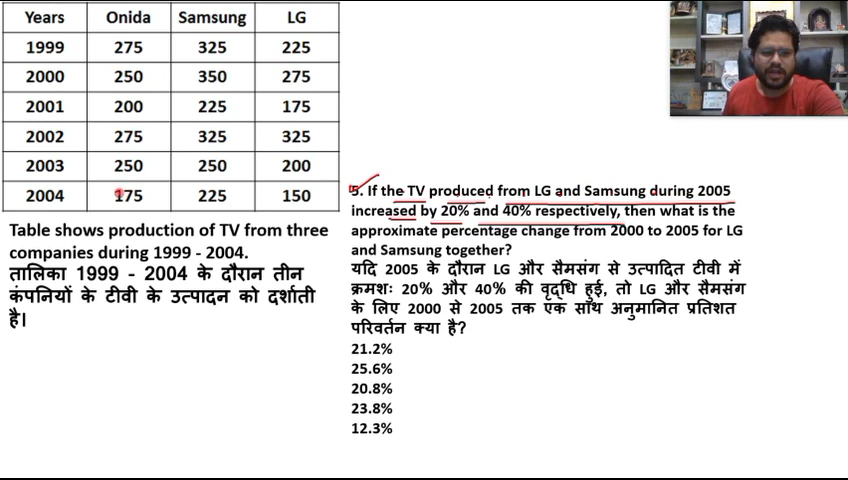 Years Onida Samsung LG
1999 275 325 225
2000 250 350 275
2001 200 225 175
2002 275 325 325
2003 250 250 200
2004 175 225 150
Table shows production of TV from three
companies during 1999 - 2004.
तालिका 1999 - 2004 के दौरान तीन
कंपनियों के टीवी के उत्पादन को दर्शाती
है।
5. If the TV produced from LG and Samsung during 2005
increased by 20% and 40% respectively, then what is the
approximate percentage change from 2000 to 2005 for LG
and Samsung together?
यदि 2005 के दौरान LG और सैमसंग से उत्पादित टीवी में
क्रमशः 20% और 40% की वृद्धि हुई, तो LG और सैमसंग
के लिए 2000 से 2005 तक एक साथ अनुमानित प्रतिशत
परिवर्तन क्या है?
21.2%
25.6%
20.8%
23.8%
12.3%